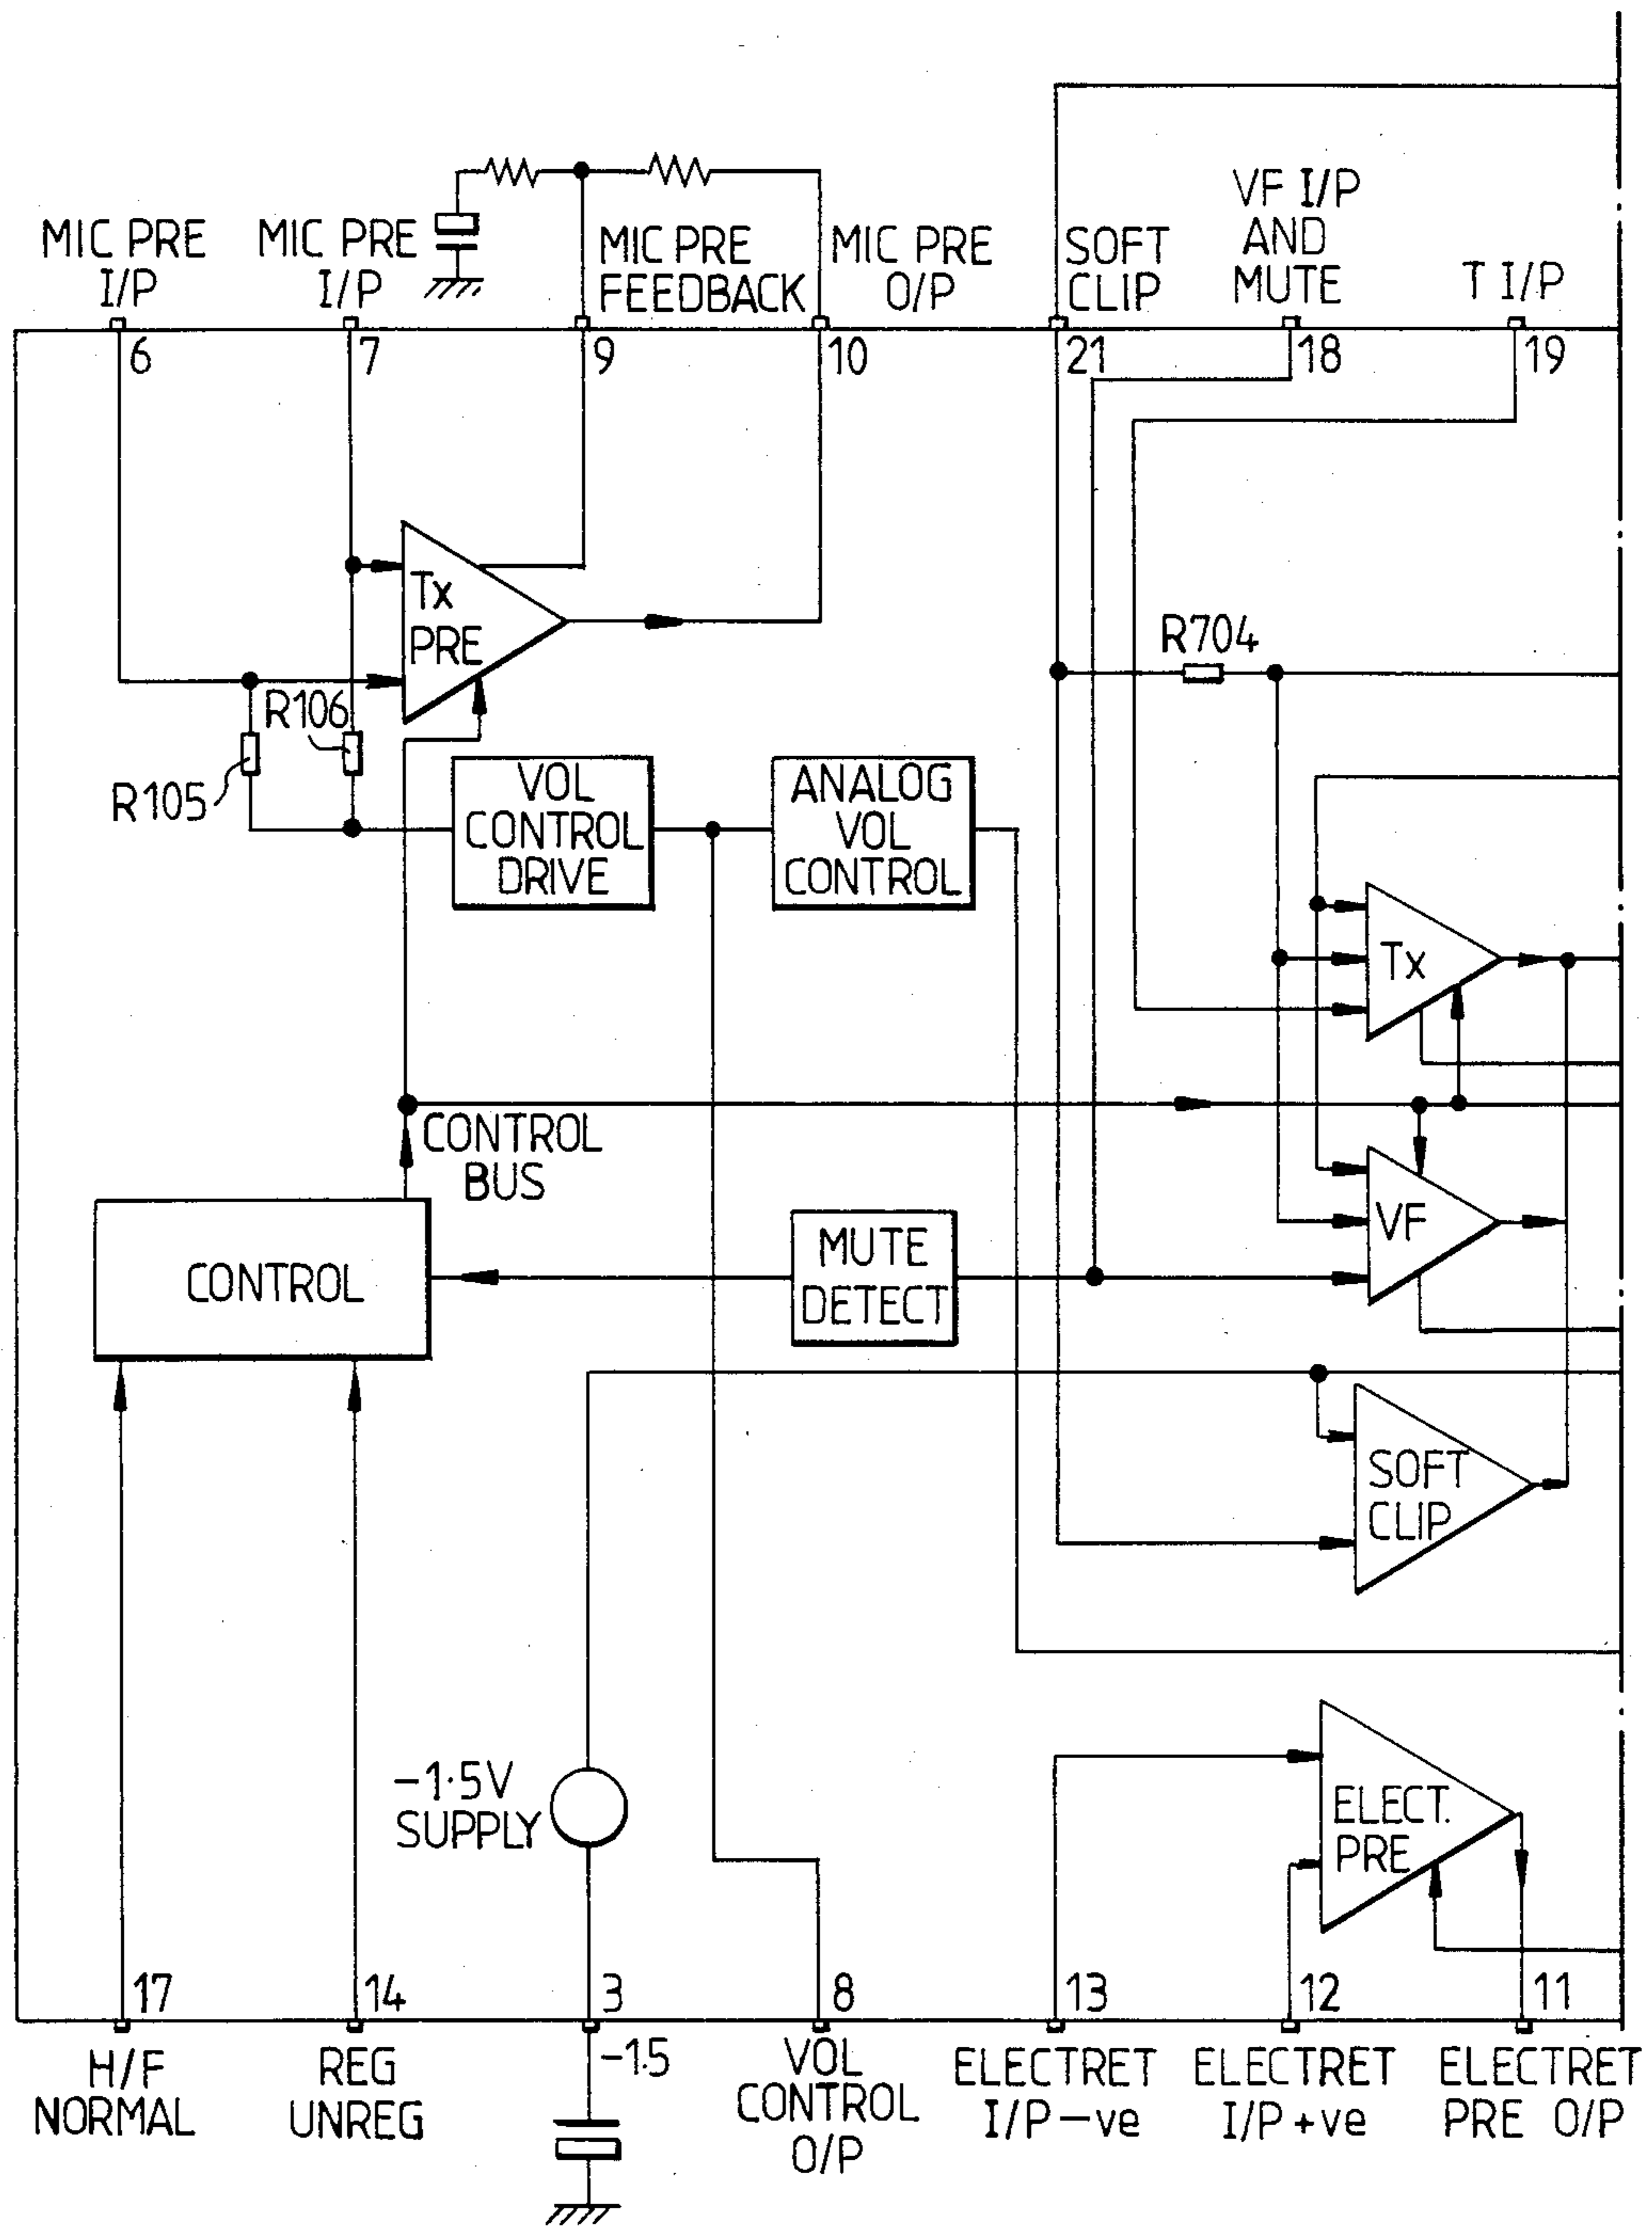 MIC PRE
I/P
MIC PRE
I/P
MIC PRE
FEEDBACK
MIC PRE
O/P
SOFT
CLIP
VF I/P
AND
MUTE
T I/P
6
7
9
10
21
18
19
Tx
PRE
R704
R106
R105
VOL
CONTROL
DRIVE
ANALOG
VOL
CONTROL
Tx
CONTROL
BUS
VF
CONTROL
MUTE
DETECT
SOFT
CLIP
-1·5V
SUPPLY
ELECT.
PRE
17
14
3
8
13
12
11
H/F
NORMAL
REG
UNREG
-1.5
VOL
CONTROL
O/P
ELECTRET
I/P-ve
ELECTRET
I/P+ve
ELECTRET
PRE O/P